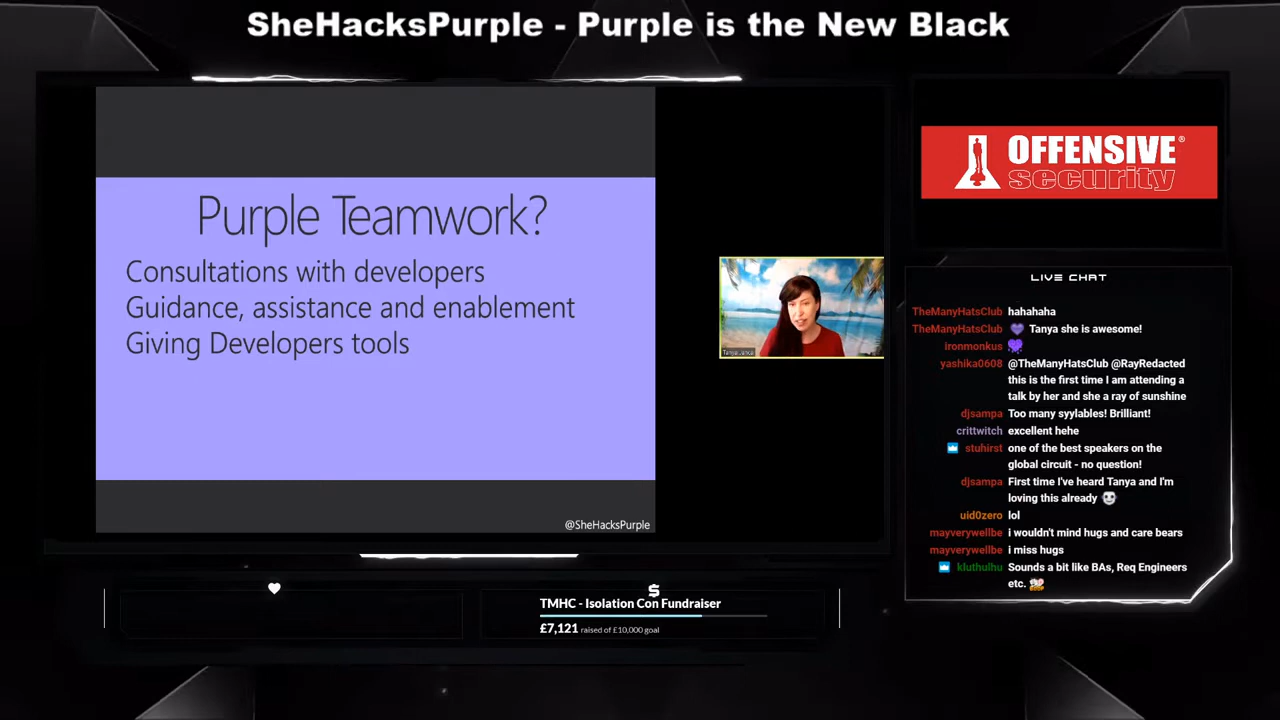 SheHacksPurple - Purple is the New Black
Purple Teamwork?
Consultations with developers
Guidance, assistance and enablement
Giving Developers tools
@SheHacksPurple
OFFENSIVE®
security
LIVE CHAT
TheManyHatsClub hahahaha
TheManyHatsClub 💜 Tanya she is awesome!
ironmonkus
yashika0608 @TheManyHatsClub @RayRedacted
this is the first time I am attending a
talk by her and she a ray of sunshine
djsampa Too many syylables! Brilliant!
crittwitch excellent hehe
stuhirst one of the best speakers on the
global circuit - no question!
djsampa First time I've heard Tanya and I'm
loving this already
uid0zero lol
mayverywellbe i wouldn't mind hugs and care bears
mayverywellbe i miss hugs
kluthulhu Sounds a bit like BAs, Req Engineers
etc.
TMHC - Isolation Con Fundraiser
£7,121 raised of £10,000 goal